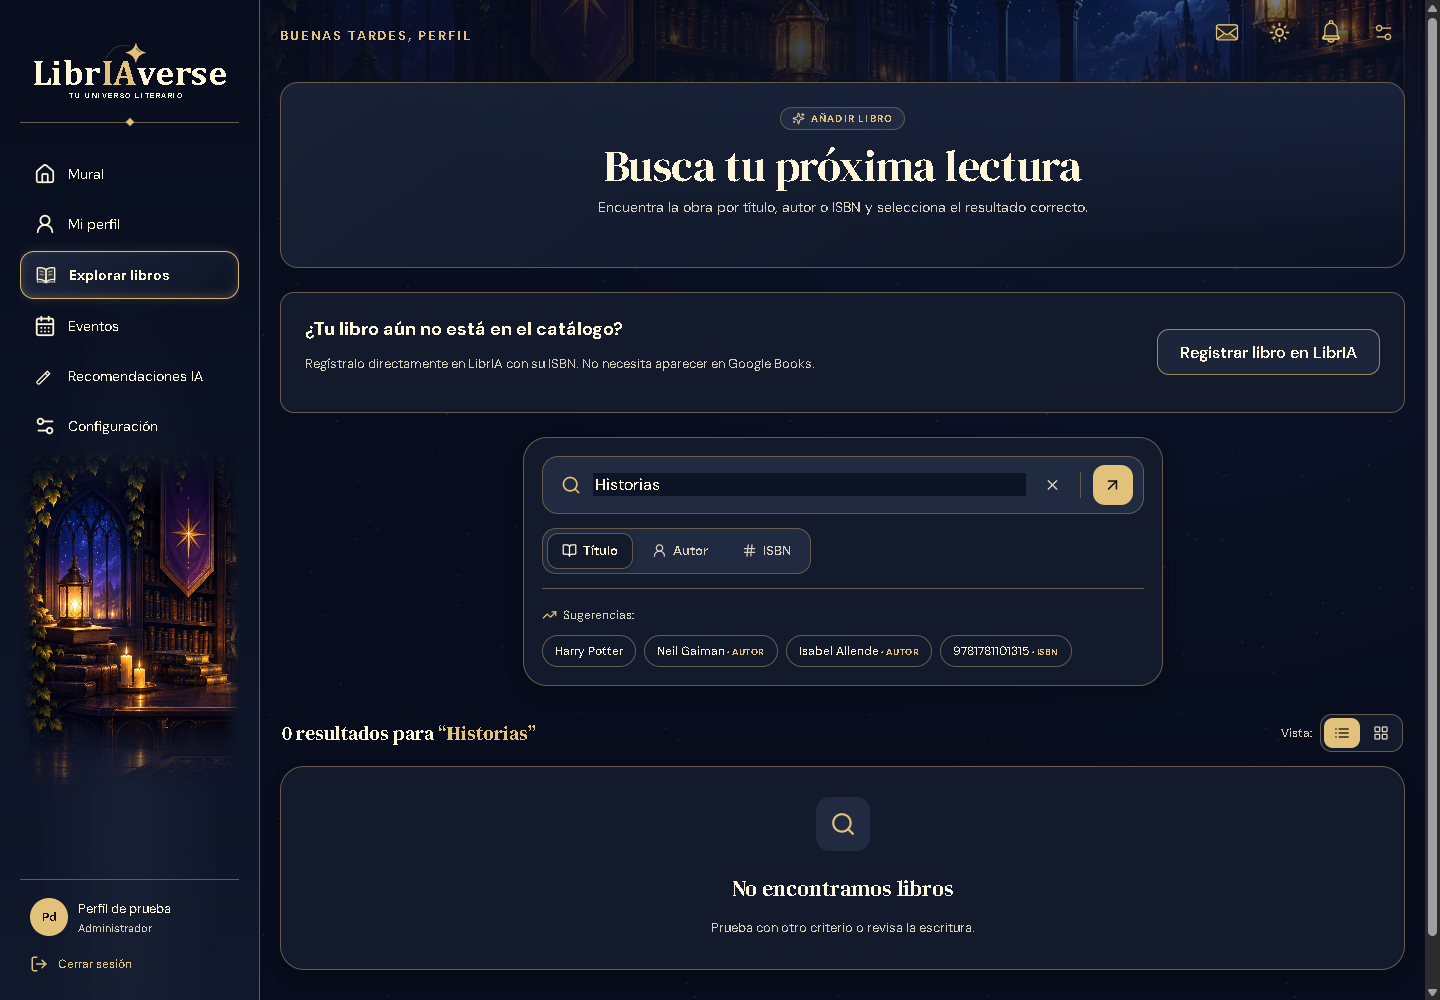 LibrIAverse
TU UNIVERSO LITERARIO
Mural
Mi perfil
Explorar libros
Eventos
Recomendaciones IA
Configuración
Perfil de prueba
Pd
Administrador
Cerrar sesión
BUENAS TARDES, PERFIL
AÑADIR LIBRO
Busca tu próxima lectura
Encuentra la obra por título, autor o ISBN y selecciona el resultado correcto.
¿Tu libro aún no está en el catálogo?
Regístralo directamente en LibrIA con su ISBN. No necesita aparecer en Google Books.
Registrar libro en LibrIA
Historias
Título Autor ISBN
Sugerencias:
Harry Potter Neil Gaiman · AUTOR Isabel Allende · AUTOR 9781781101315 · ISBN
0 resultados para “Historias”
Vista:
No encontramos libros
Prueba con otro criterio o revisa la escritura.